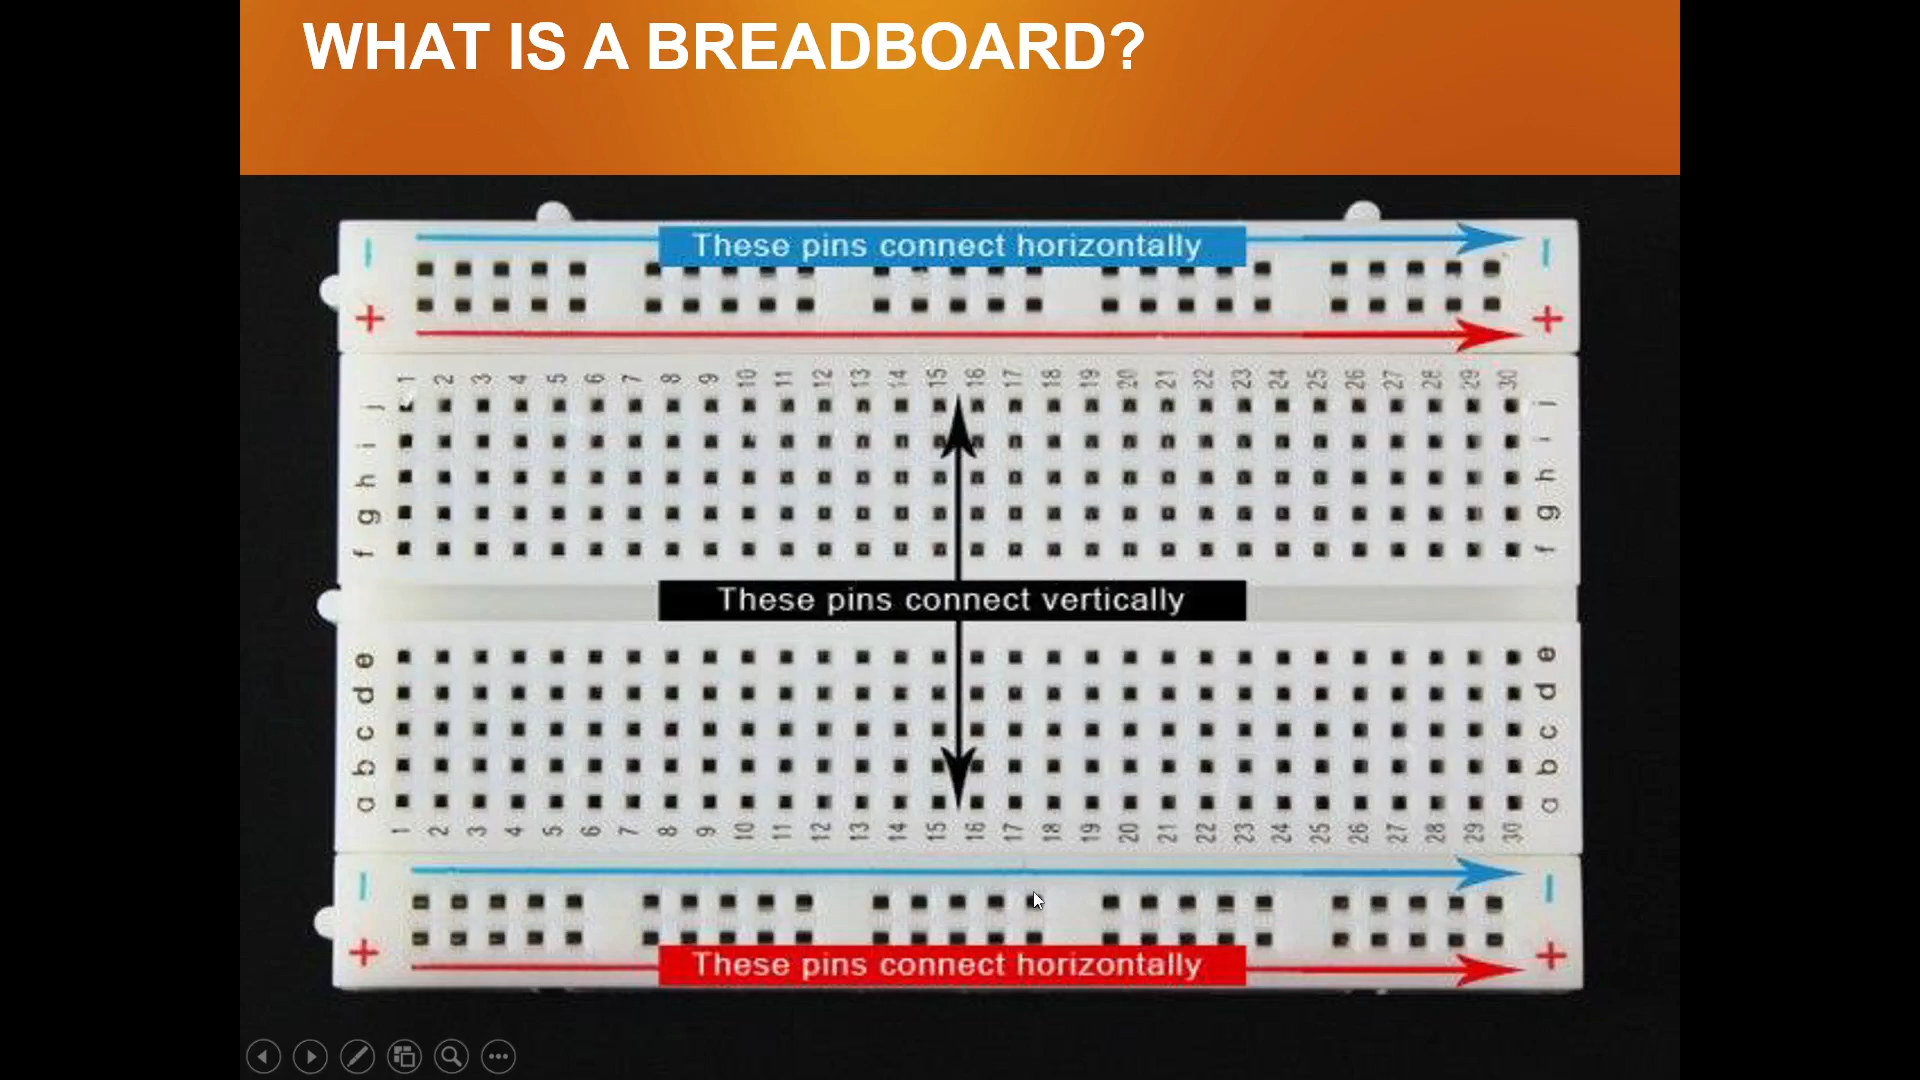 WHAT IS A BREADBOARD?
These pins connect horizontally
− −
+ +
1 2 3 4 5 6 7 8 9 10 11 12 13 14 15 16 17 18 19 20 21 22 23 24 25 26 27 28 29 30
j j
i i
h h
g g
f f
These pins connect vertically
e e
d d
c c
b b
a a
1 2 3 4 5 6 7 8 9 10 11 12 13 14 15 16 17 18 19 20 21 22 23 24 25 26 27 28 29 30
− −
+ +
These pins connect horizontally